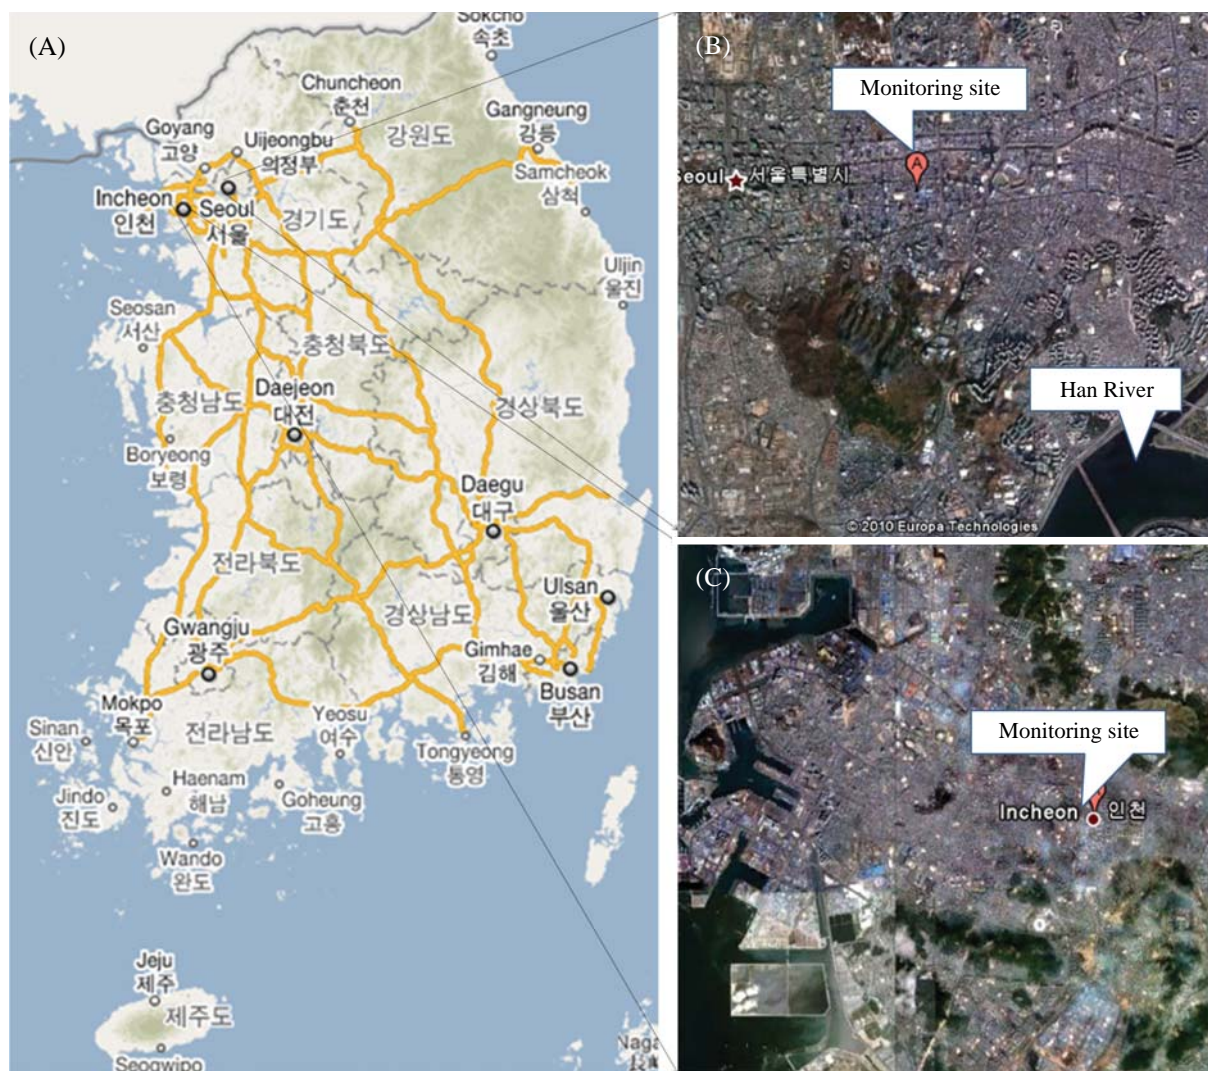 (A)
Sokcho
속초
Chuncheon
춘천
Gangneung
강릉
강원도
Goyang
고양
Uijeongbu
의정부
Samcheok
삼척
Incheon
인천
Seoul
서울
경기도
Uljin
울진
Seosan
서산
충청북도
Daejeon
대전
충청남도
경상북도
Boryeong
보령
Daegu
대구
전라북도
Ulsan
울산
경상남도
Gwangju
광주
Gimhae
김해
Busan
부산
Mokpo
목포
Sinan
신안
전라남도
Yeosu
여수
Tongyeong
통영
Haenam
해남
Jindo
진도
Goheung
고흥
Wando
완도
Jeju
제주
제주도
Seogwipo
Naga
(B)
Monitoring site
A
Seoul 서울특별시
Han River
© 2010 Europa Technologies
(C)
Monitoring site
Incheon 인천